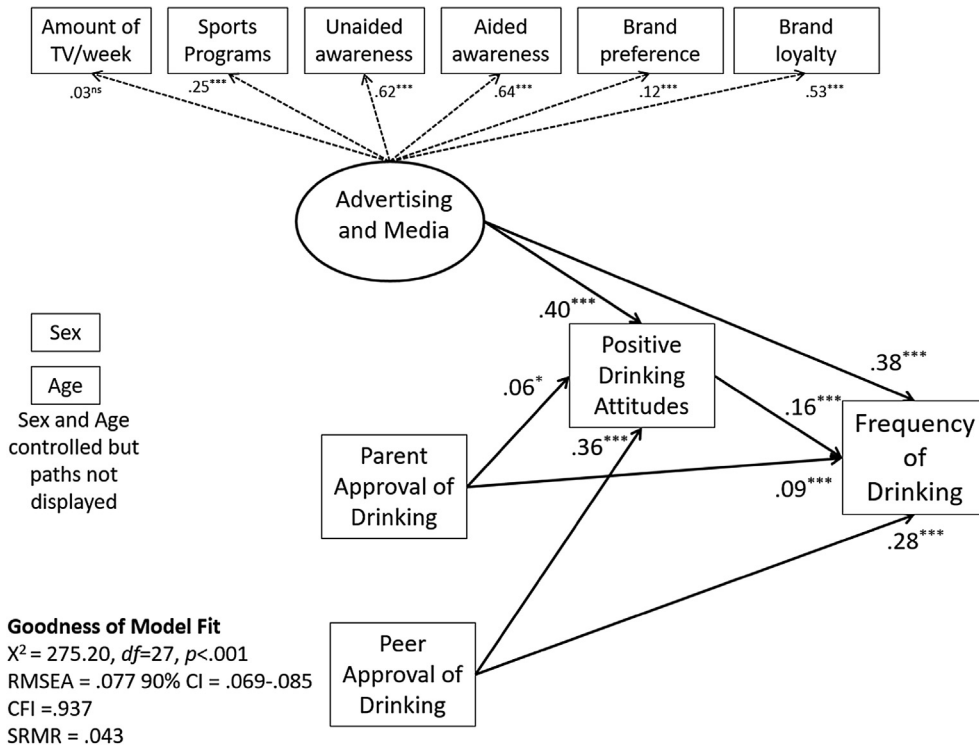 Amount of
TV/week
Sports
Programs
Unaided
awareness
Aided
awareness
Brand
preference
Brand
loyalty
.03ns
.25***
.62***
.64***
.12***
.53***
Advertising
and Media
.40***
.38***
Sex
Age
Sex and Age
controlled but
paths not
displayed
Positive
Drinking
Attitudes
.06*
.16***
.36***
Parent
Approval of
Drinking
.09***
Frequency
of
Drinking
.28***
Peer
Approval of
Drinking
Goodness of Model Fit
X2 = 275.20, df=27, p<.001
RMSEA = .077 90% CI = .069-.085
CFI =.937
SRMR = .043